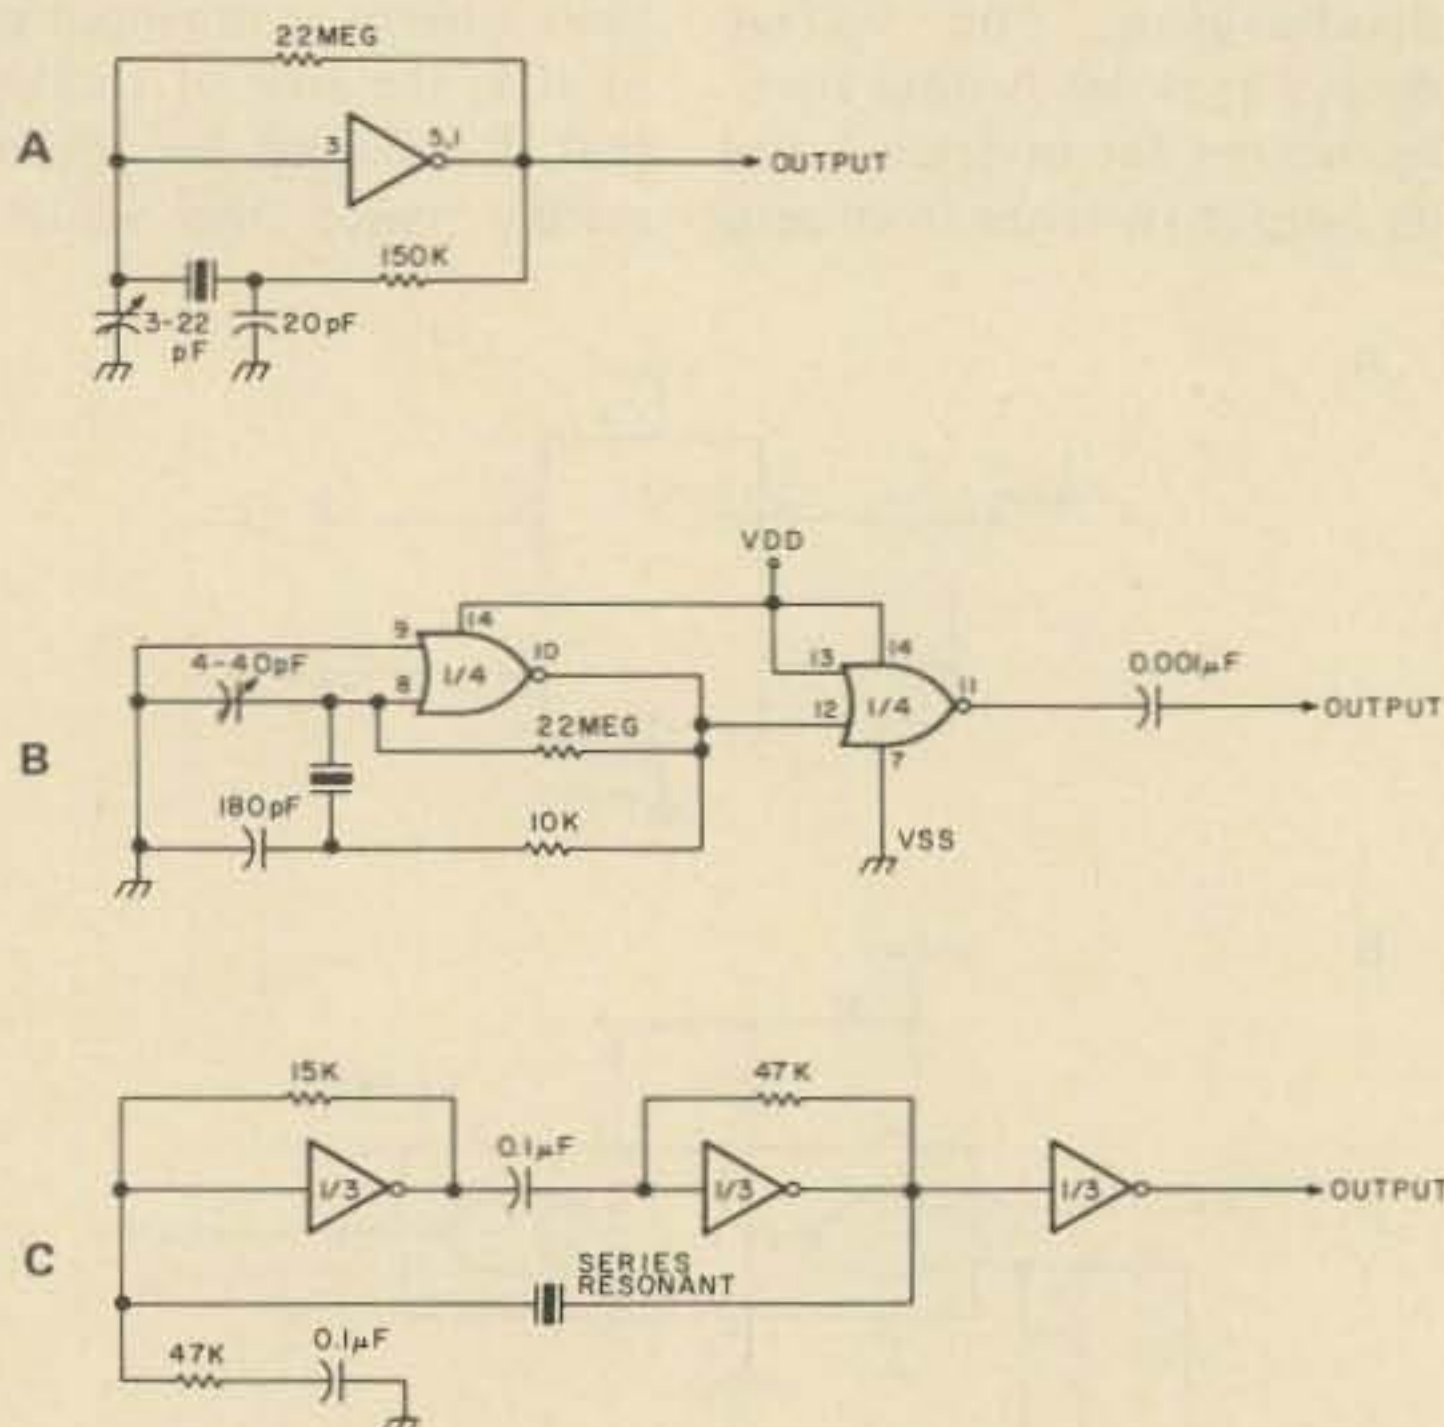 22MEG
A
3
5,1
OUTPUT
150K
3-22
pF
20pF
VDD
14
9
10
4-40pF
8
1/4
13
14
0.001µF
12
1/4
11
OUTPUT
22MEG
B
7
180pF
10K
VSS
15K
47K
0.1µF
1/3
1/3
1/3
OUTPUT
C
SERIES
RESONANT
47K
0.1µF